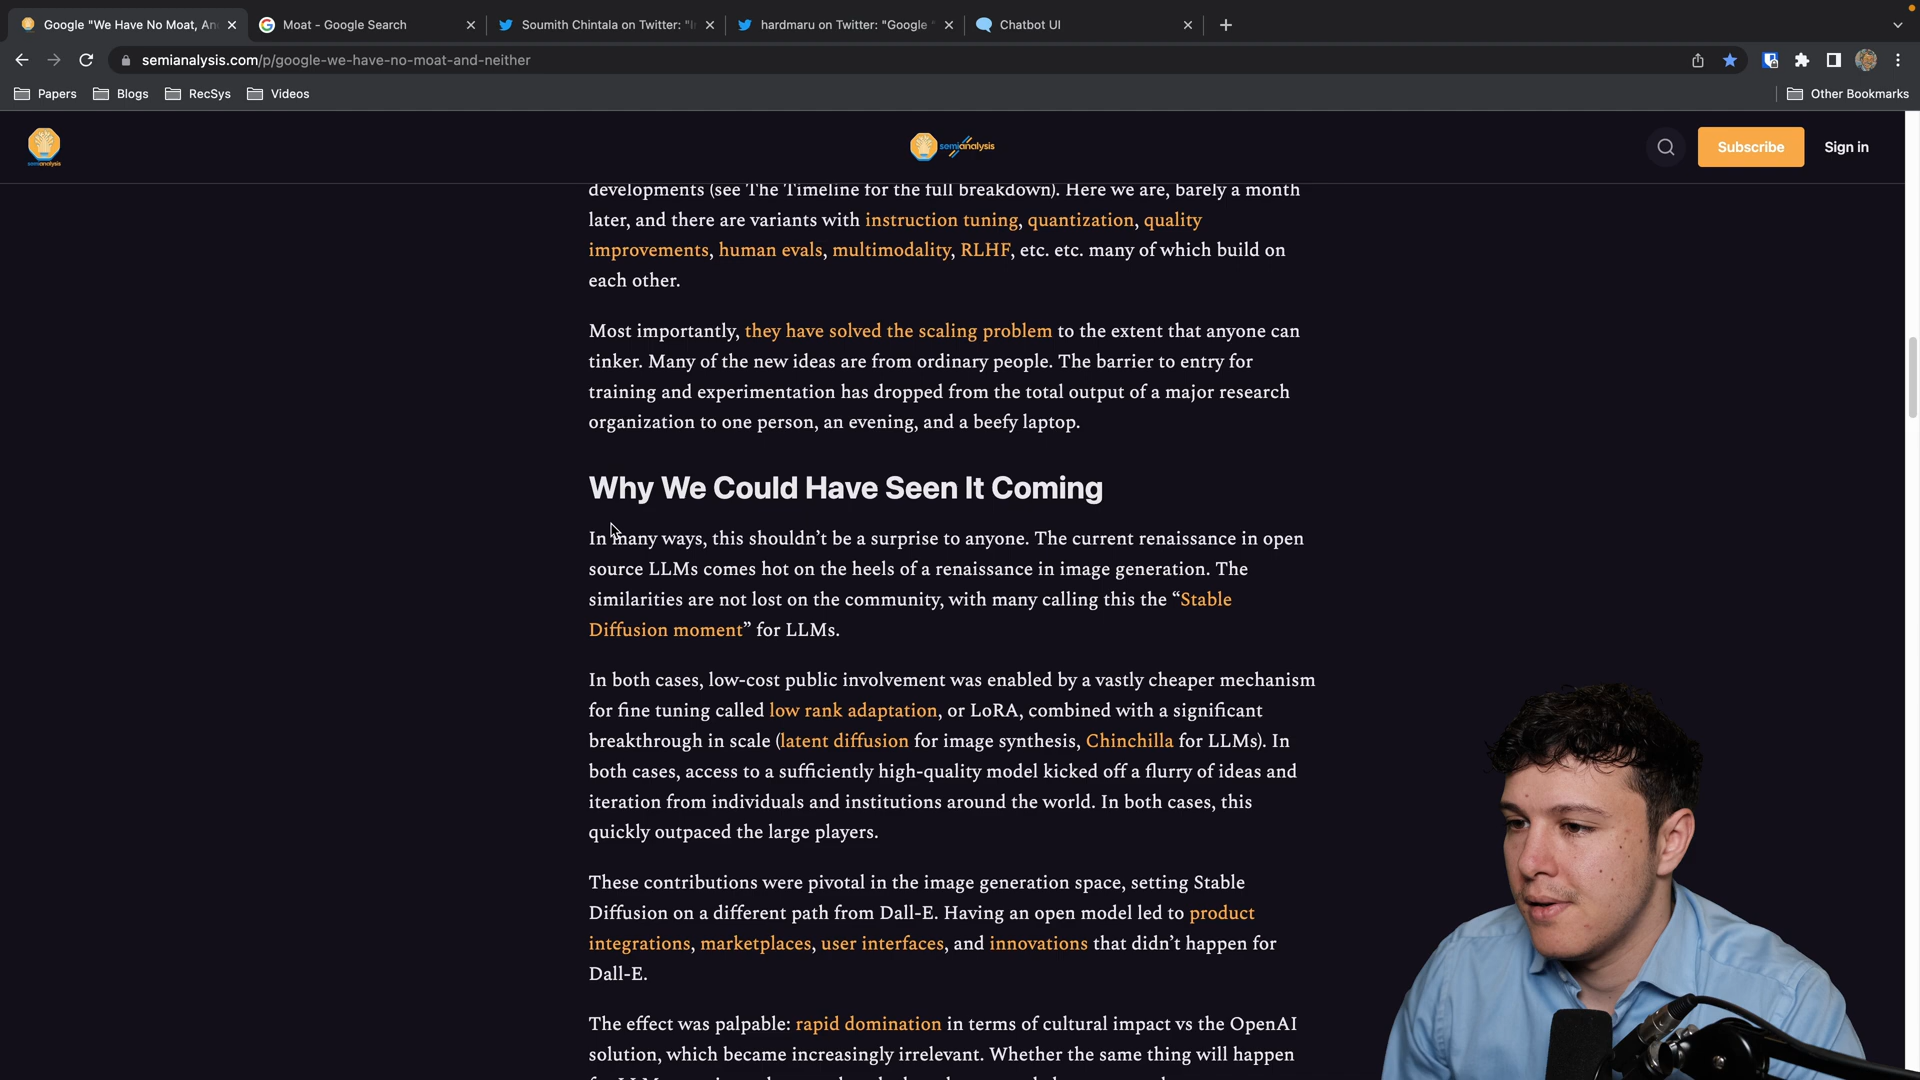 Google "We Have No Moat, An
Moat - Google Search
Soumith Chintala on Twitter: "I
hardmaru on Twitter: "Google "
Chatbot UI
semianalysis.com/p/google-we-have-no-moat-and-neither
Papers
Blogs
RecSys
Videos
Other Bookmarks
semianalysis
semianalysis
Subscribe
Sign in
developments (see The Timeline for the full breakdown). Here we are, barely a month
later, and there are variants with instruction tuning, quantization, quality
improvements, human evals, multimodality, RLHF, etc. etc. many of which build on
each other.
Most importantly, they have solved the scaling problem to the extent that anyone can
tinker. Many of the new ideas are from ordinary people. The barrier to entry for
training and experimentation has dropped from the total output of a major research
organization to one person, an evening, and a beefy laptop.
Why We Could Have Seen It Coming
In many ways, this shouldn’t be a surprise to anyone. The current renaissance in open
source LLMs comes hot on the heels of a renaissance in image generation. The
similarities are not lost on the community, with many calling this the “Stable
Diffusion moment” for LLMs.
In both cases, low-cost public involvement was enabled by a vastly cheaper mechanism
for fine tuning called low rank adaptation, or LoRA, combined with a significant
breakthrough in scale (latent diffusion for image synthesis, Chinchilla for LLMs). In
both cases, access to a sufficiently high-quality model kicked off a flurry of ideas and
iteration from individuals and institutions around the world. In both cases, this
quickly outpaced the large players.
These contributions were pivotal in the image generation space, setting Stable
Diffusion on a different path from Dall-E. Having an open model led to product
integrations, marketplaces, user interfaces, and innovations that didn’t happen for
Dall-E.
The effect was palpable: rapid domination in terms of cultural impact vs the OpenAI
solution, which became increasingly irrelevant. Whether the same thing will happen